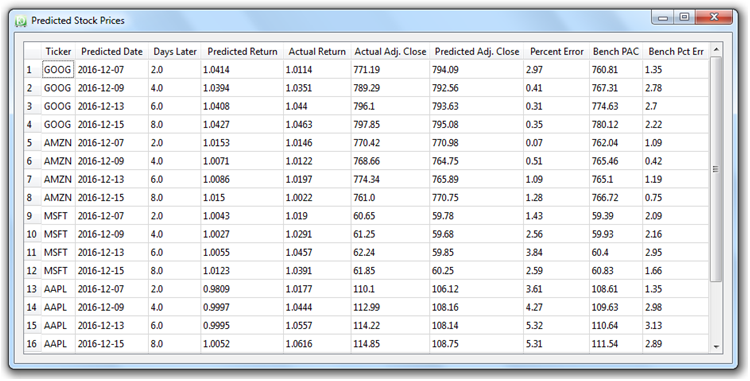 Predicted Stock Prices
Ticker Predicted Date Days Later Predicted Return Actual Return Actual Adj. Close Predicted Adj. Close Percent Error Bench PAC Bench Pct Err
1 GOOG 2016-12-07 2.0 1.0414 1.0114 771.19 794.09 2.97 760.81 1.35
2 GOOG 2016-12-09 4.0 1.0394 1.0351 789.29 792.56 0.41 767.31 2.78
3 GOOG 2016-12-13 6.0 1.0408 1.044 796.1 793.63 0.31 774.63 2.7
4 GOOG 2016-12-15 8.0 1.0427 1.0463 797.85 795.08 0.35 780.12 2.22
5 AMZN 2016-12-07 2.0 1.0153 1.0146 770.42 770.98 0.07 762.04 1.09
6 AMZN 2016-12-09 4.0 1.0071 1.0122 768.66 764.75 0.51 765.46 0.42
7 AMZN 2016-12-13 6.0 1.0086 1.0197 774.34 765.89 1.09 765.1 1.19
8 AMZN 2016-12-15 8.0 1.015 1.0022 761.0 770.75 1.28 766.72 0.75
9 MSFT 2016-12-07 2.0 1.0043 1.019 60.65 59.78 1.43 59.39 2.09
10 MSFT 2016-12-09 4.0 1.0027 1.0291 61.25 59.68 2.56 59.93 2.16
11 MSFT 2016-12-13 6.0 1.0055 1.0457 62.24 59.85 3.84 60.4 2.95
12 MSFT 2016-12-15 8.0 1.0123 1.0391 61.85 60.25 2.59 60.83 1.66
13 AAPL 2016-12-07 2.0 0.9809 1.0177 110.1 106.12 3.61 108.61 1.35
14 AAPL 2016-12-09 4.0 0.9997 1.0444 112.99 108.16 4.27 109.63 2.98
15 AAPL 2016-12-13 6.0 0.9995 1.0557 114.22 108.14 5.32 110.64 3.13
16 AAPL 2016-12-15 8.0 1.0052 1.0616 114.85 108.75 5.31 111.54 2.89